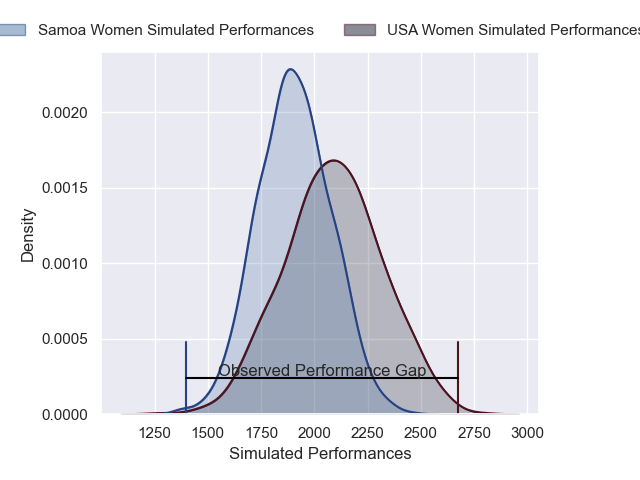 Samoa Women Simulated Performances
USA Women Simulated Performances
0.0020
0.0015
0.0010
0.0005
0.0000
Density
Observed Performance Gap
1250 1500 1750 2000 2250 2500 2750 3000
Simulated Performances